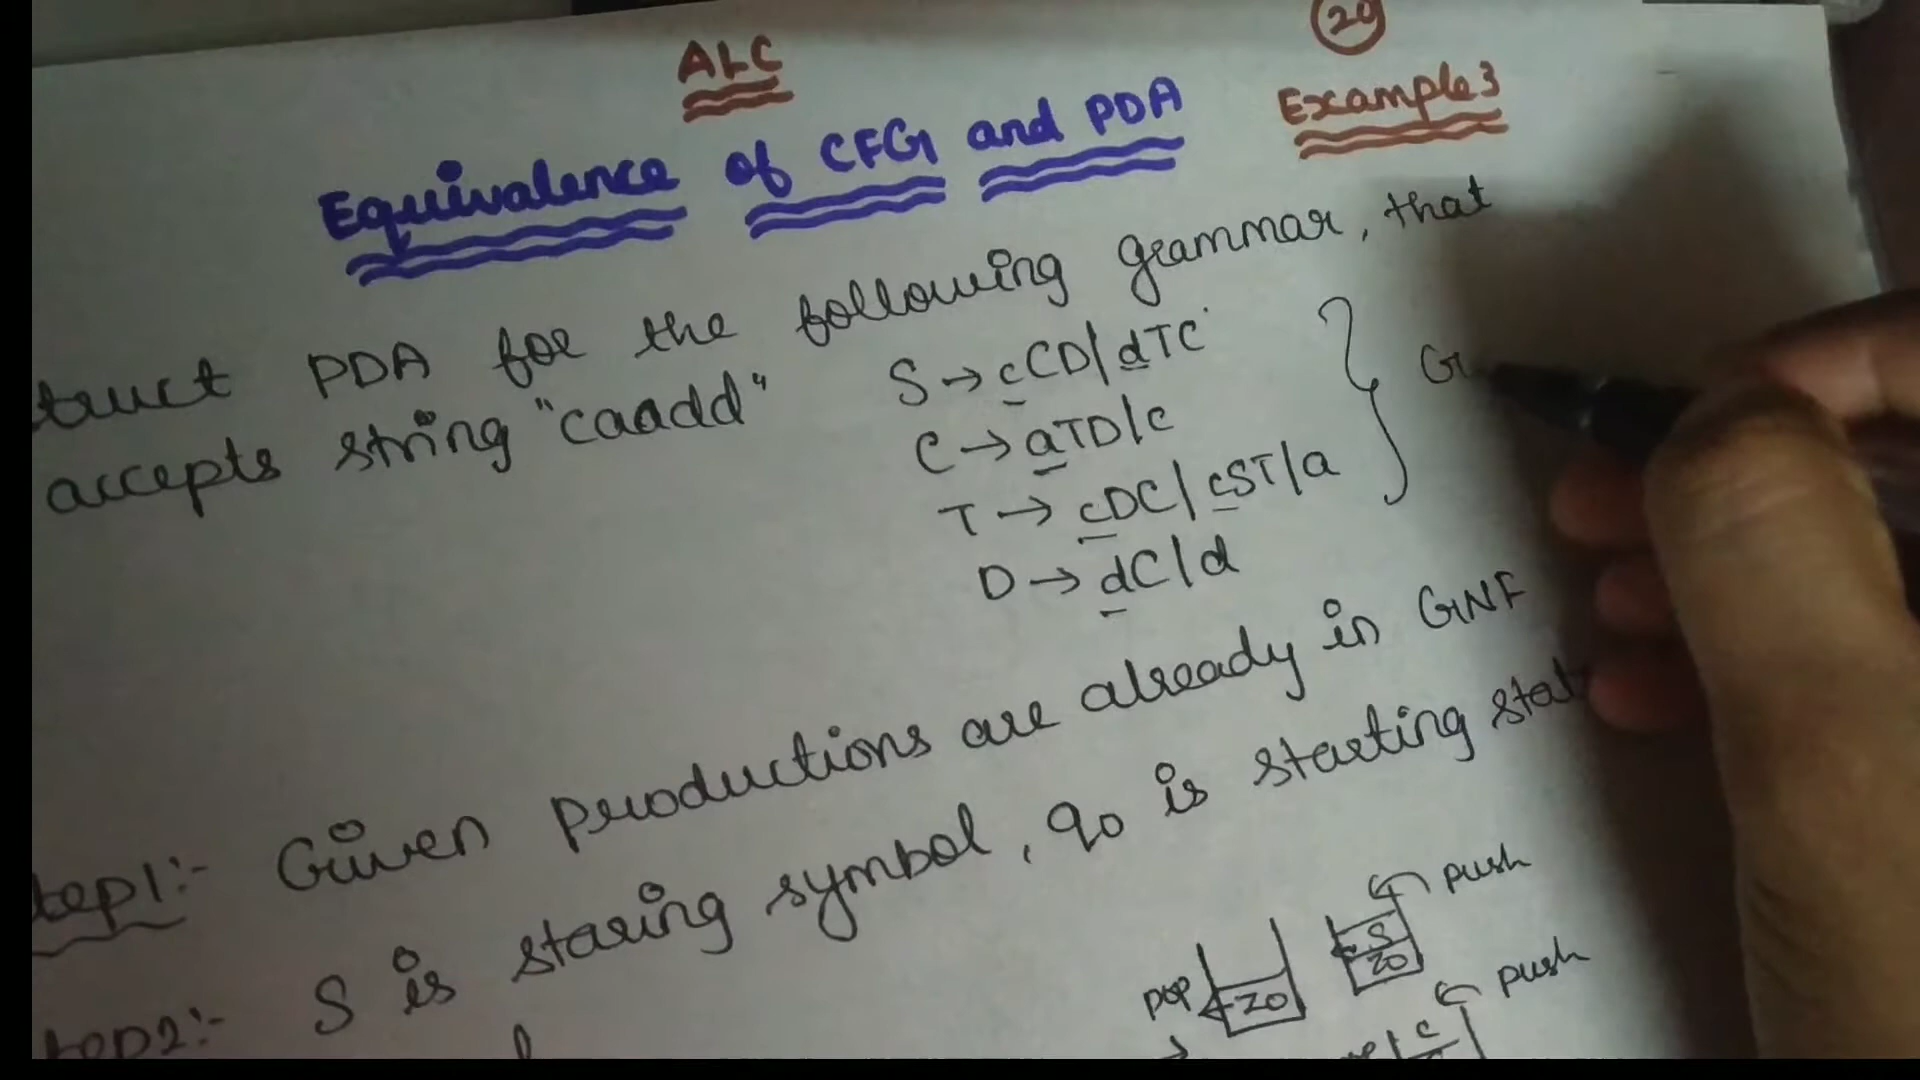 ALC
20
Equivalence of CFG and PDA
Example 3
truct PDA for the following grammar, that
accepts string "caadd"
S → cCD/dTC
C → aTD/c
T → cDC/cST/a
D → dC/d
G
tep1:- Given productions are already in GNF
tep2:- S is staring symbol, q0 is starting stat
push
S
Z0
pop
Z0
push
c